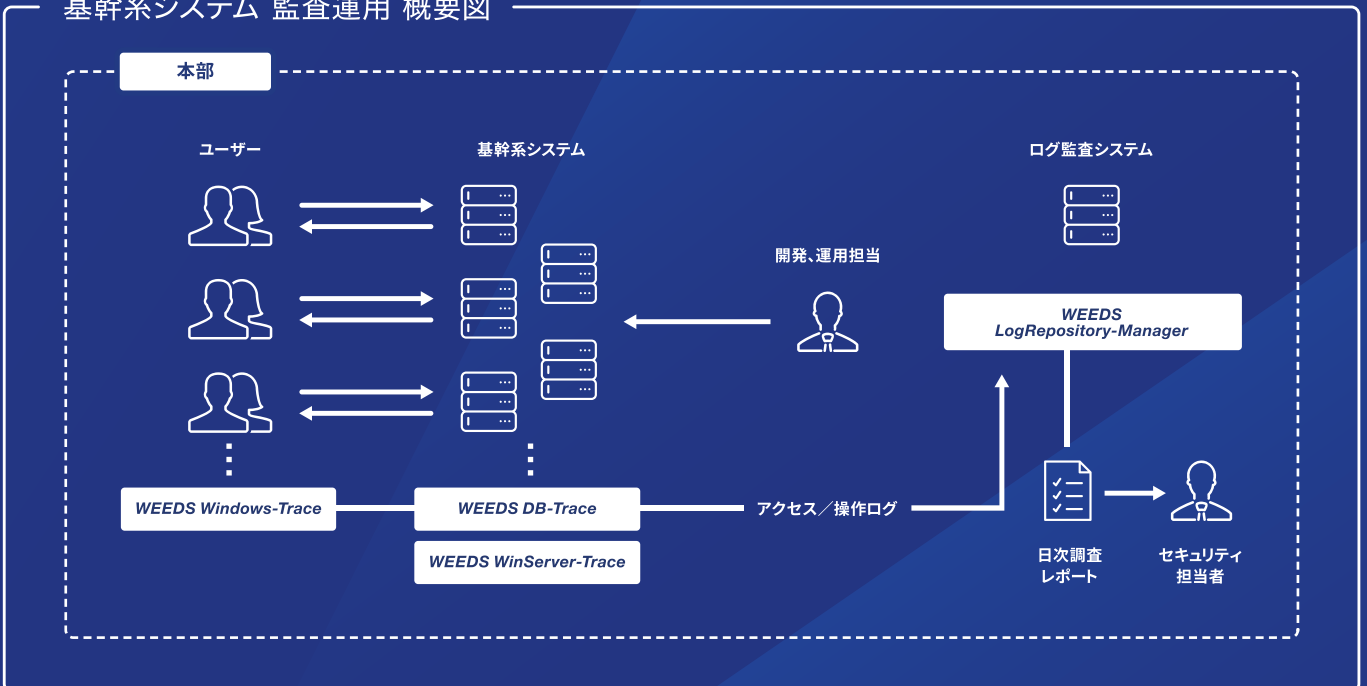 基幹系システム 監査運用 概要図
本部
ユーザー
基幹系システム
ログ監査システム
開発、運用担当
WEEDS
LogRepository-Manager
WEEDS Windows-Trace
WEEDS DB-Trace
アクセス／操作ログ
WEEDS WinServer-Trace
日次調査
レポート
セキュリティ
担当者